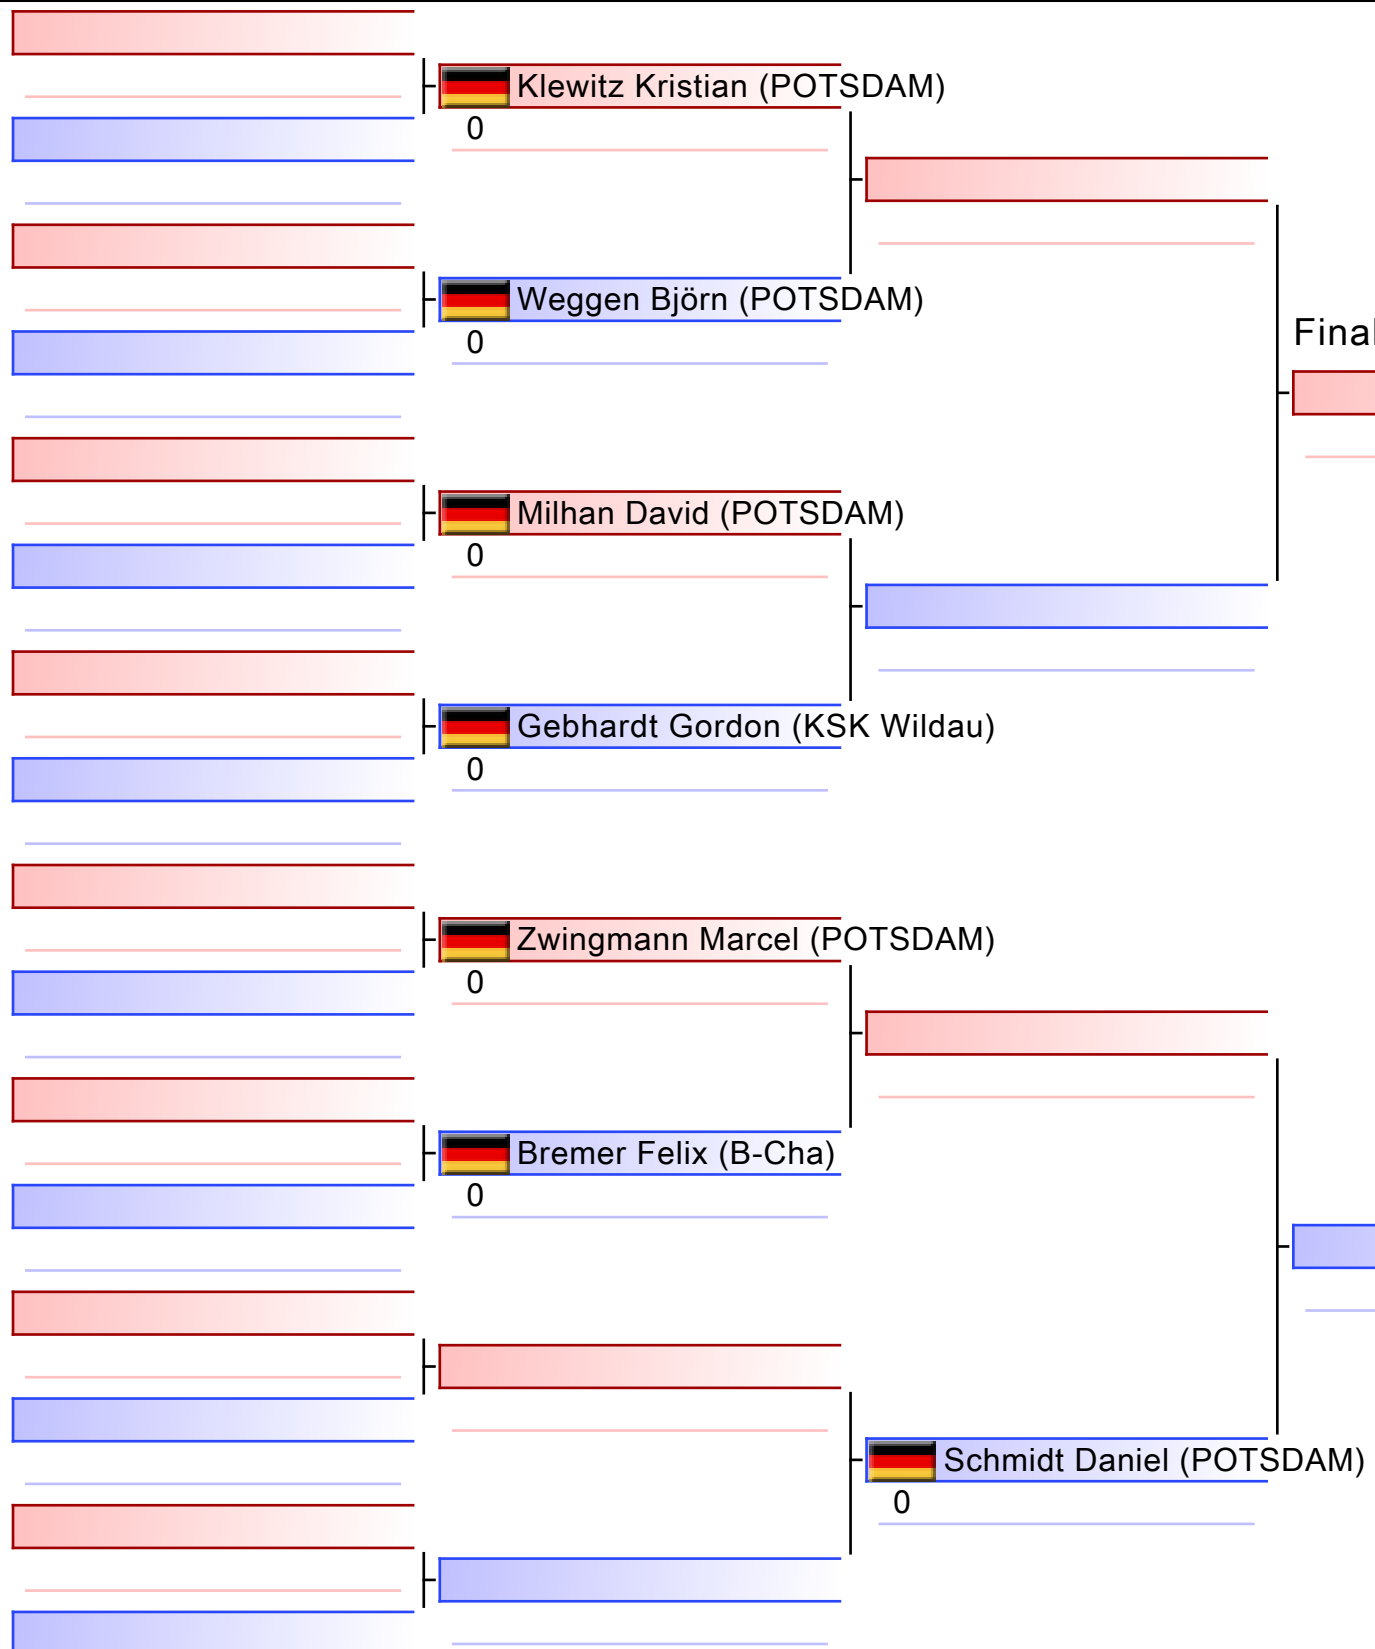 Klewitz Kristian (POTSDAM)
0
Weggen Björn (POTSDAM)
0
Final
Milhan David (POTSDAM)
0
Gebhardt Gordon (KSK Wildau)
0
Zwingmann Marcel (POTSDAM)
0
Bremer Felix (B-Cha)
0
Schmidt Daniel (POTSDAM)
0